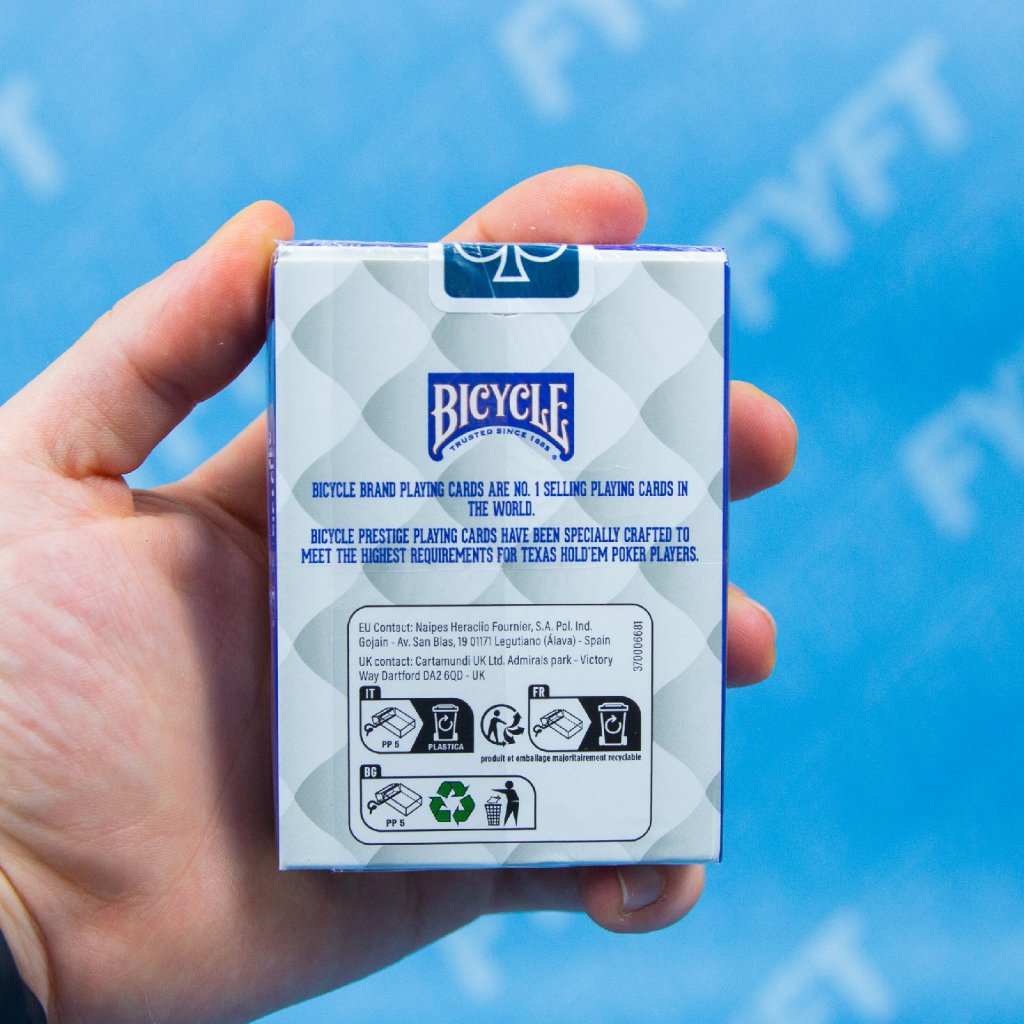 FYFT
BICYCLE
TRUSTED SINCE 1885
BICYCLE BRAND PLAYING CARDS ARE NO. 1 SELLING PLAYING CARDS IN
THE WORLD.
BICYCLE PRESTIGE PLAYING CARDS HAVE BEEN SPECIALLY CRAFTED TO
MEET THE HIGHEST REQUIREMENTS FOR TEXAS HOLD'EM POKER PLAYERS.
EU Contact: Naipes Heraclio Fournier, S.A. Pol. Ind.
Gojain - Av. San Blas, 19 01171 Legutiano (Álava) - Spain
UK contact: Cartamundi UK Ltd. Admirals park - Victory
Way Dartford DA2 6QD - UK
370006681
IT
PP 5
PLASTICA
FR
produit et emballage majoritairement recyclable
BG
PP 5
FYFT